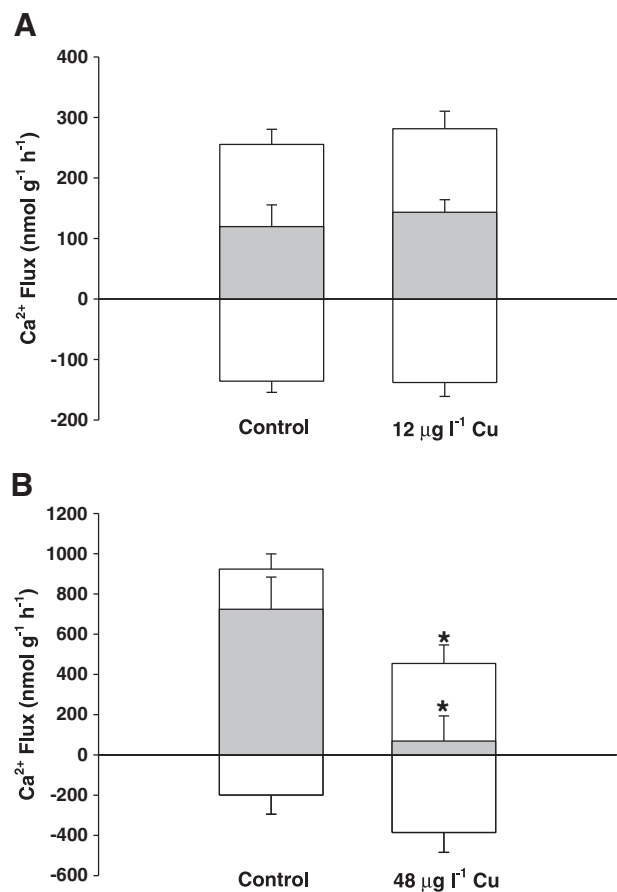 A
400
300
200
100
0
-100
-200
Ca²⁺ Flux (nmol g⁻¹ h⁻¹)
Control
12 µg l⁻¹ Cu
B
1200
1000
800
600
400
200
0
-200
-400
-600
Ca²⁺ Flux (nmol g⁻¹ h⁻¹)
*
*
Control
48 µg l⁻¹ Cu